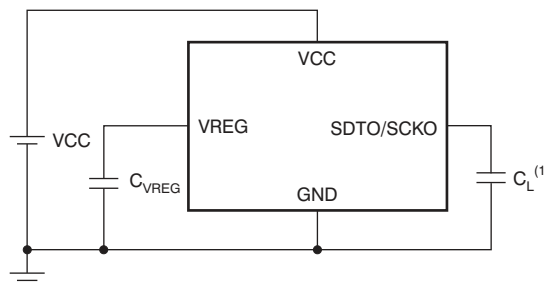 VCC
VREG SDTO/SCKO
VCC
C_VREG
C_L^(1
GND